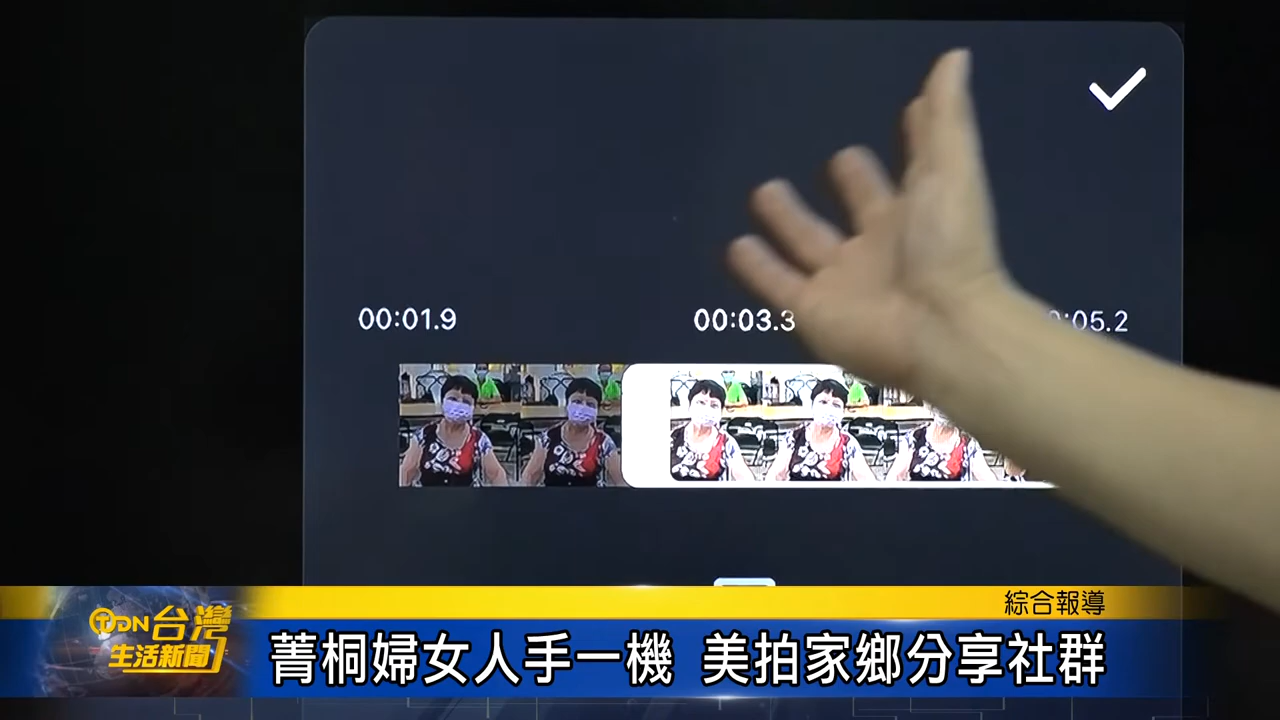 00:01.9
00:03.3
:05.2
綜合報導
TDN台灣
生活新聞
菁桐婦女人手一機 美拍家鄉分享社群